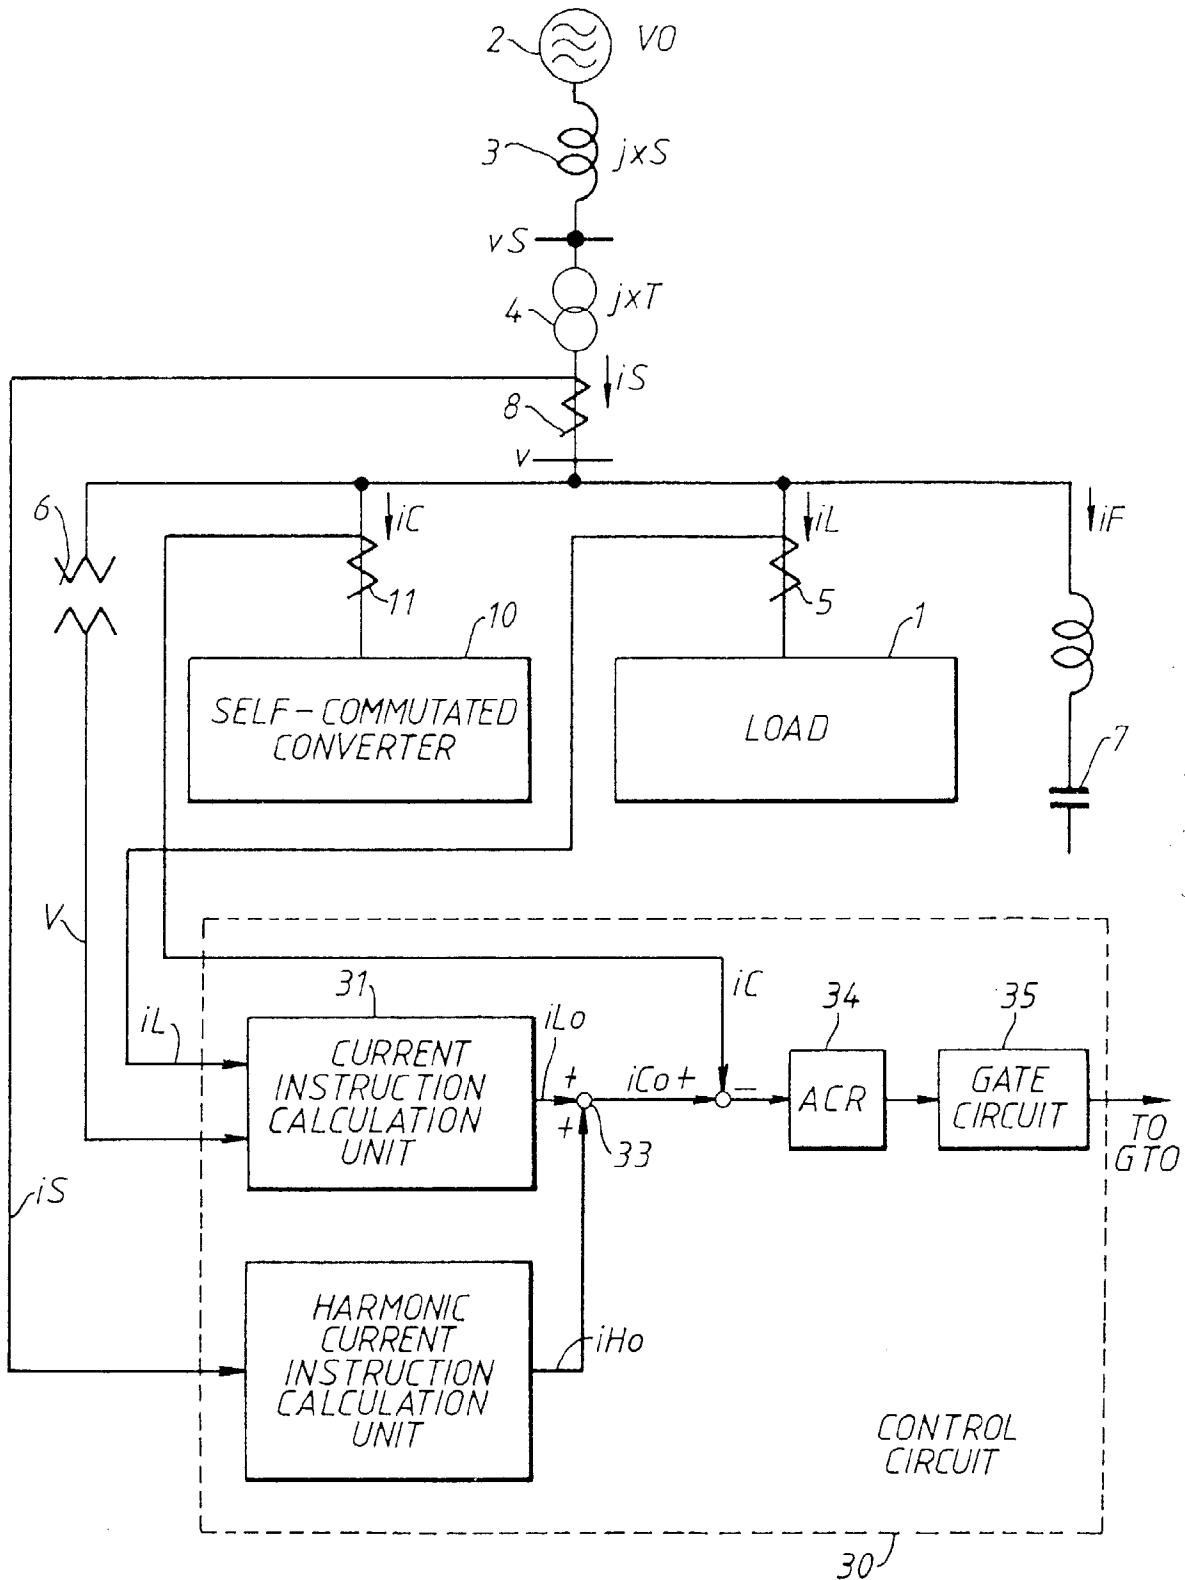 2 VO
3 jxS
vS
4 jxT
iS
8
v
6 iC iL iF
11 5
10 1
SELF-COMMUTATED
CONVERTER
LOAD
7
V
31 iC 34 35
iL iLo
CURRENT
INSTRUCTION
CALCULATION
UNIT
+ iCo + −
+
33
ACR
GATE
CIRCUIT
TO
GTO
iS
HARMONIC
CURRENT
INSTRUCTION
CALCULATION
UNIT
iHo
CONTROL
CIRCUIT
30